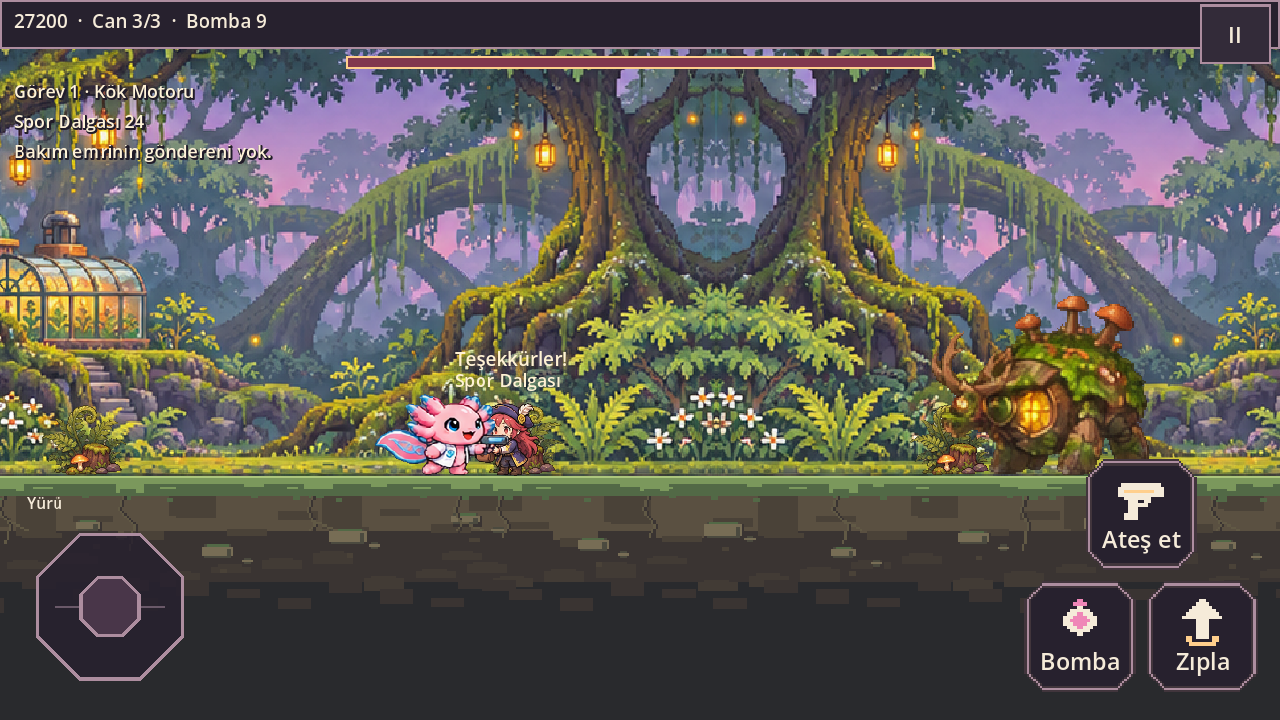 27200 · Can 3/3 · Bomba 9
Görev 1 · Kök Motoru
Spor Dalgası 24
Bakım emrinin göndereni yok.
Teşekkürler!
Spor Dalgası
Yürü
Ateş et
Bomba
Zıpla